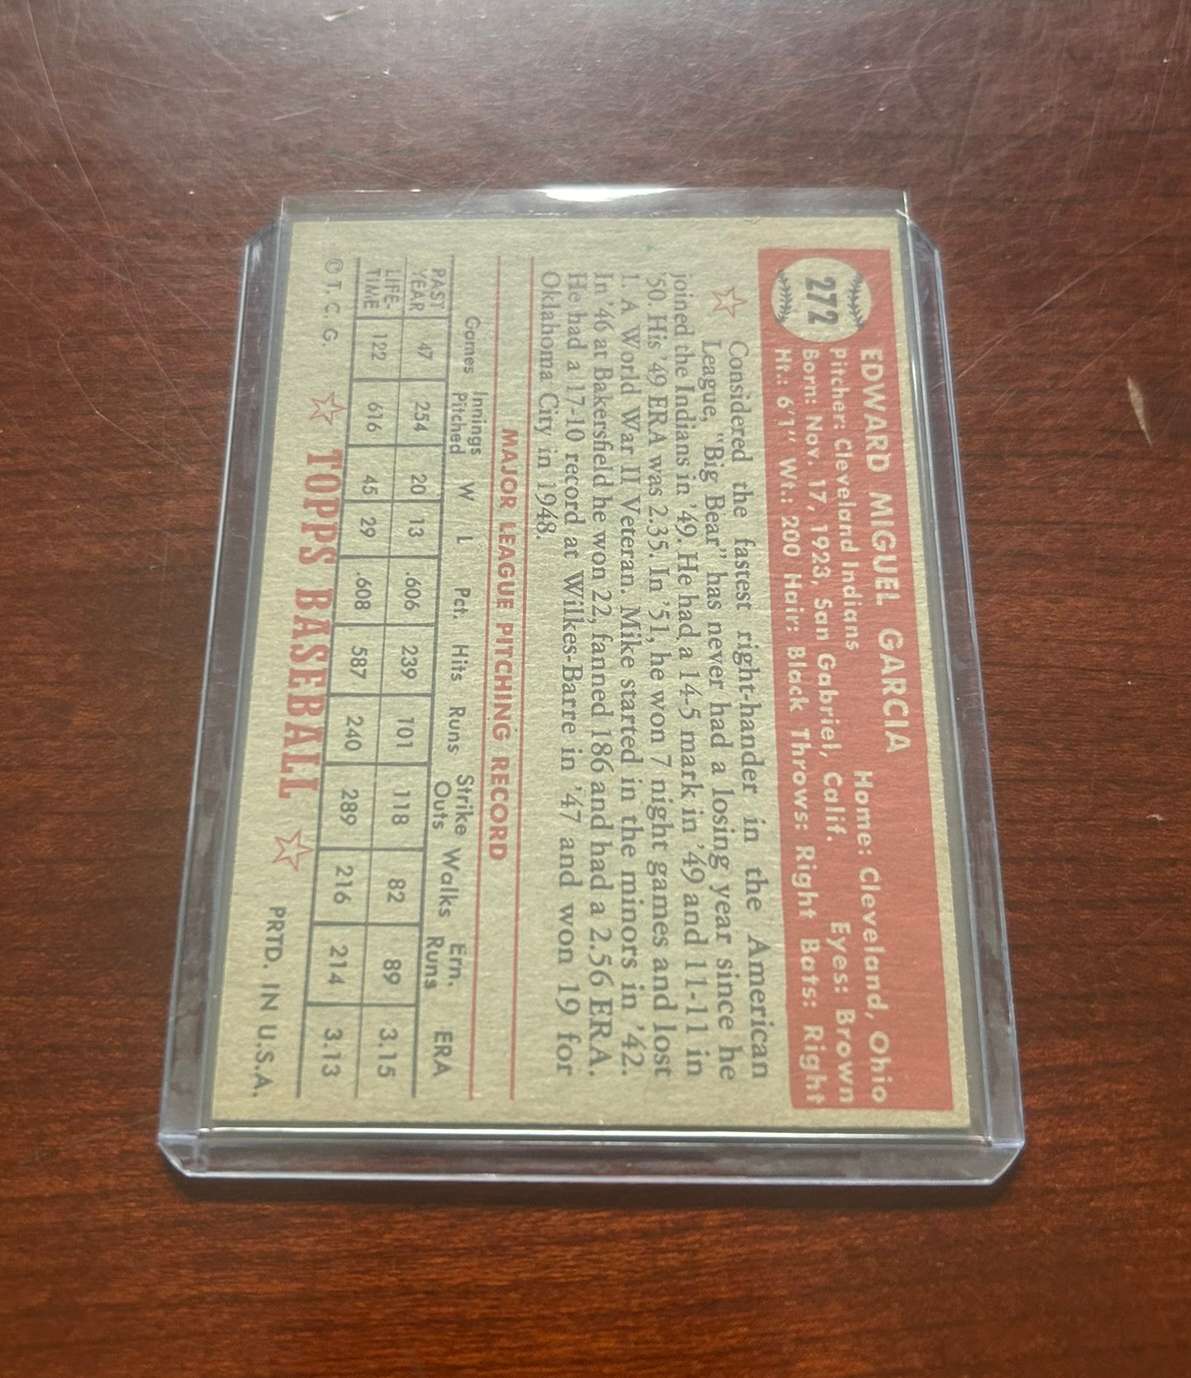 272
EDWARD MIGUEL GARCIA
Home: Cleveland, Ohio
Pitcher: Cleveland Indians Eyes: Brown
Born: Nov. 17, 1923, San Gabriel, Calif.
Ht.: 6'1" Wt.: 200 Hair: Black Throws: Right Bats: Right
Considered the fastest right-hander in the American
League, "Big Bear" has never had a losing year since he
joined the Indians in '49. He had a 14-5 mark in '49 and 11-11 in
'50. His '49 ERA was 2.35. In '51, he won 7 night games and lost
1. A World War II Veteran. Mike started in the minors in '42.
In '46 at Bakersfield he won 22, fanned 186 and had a 2.56 ERA.
He had a 17-10 record at Wilkes-Barre in '47 and won 19 for
Oklahoma City in 1948.
MAJOR LEAGUE PITCHING RECORD
Games Innings Pitched W L Pct. Hits Runs Strike Outs Walks Ern. Runs ERA
PAST YEAR 47 254 20 13 .606 239 101 118 82 89 3.15
LIFE-TIME 122 616 45 29 .608 587 240 289 216 214 3.13
© T. C. G. TOPPS BASEBALL PRTD. IN U.S.A.